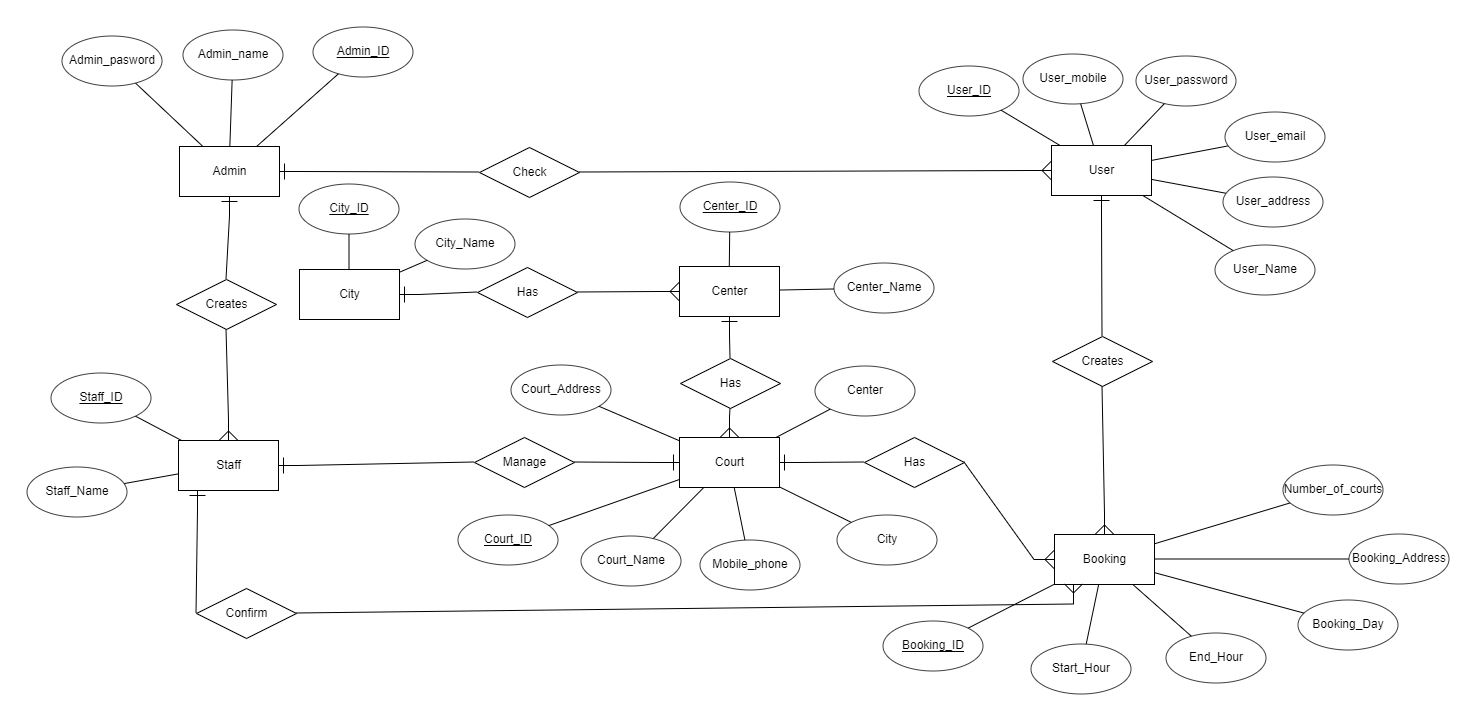 Admin_pasword
Admin_name
Admin_ID
User_ID
User_mobile
User_password
User_email
User_address
User_Name
Admin
Check
User
City_ID
City_Name
Center_ID
Center_Name
City
Has
Center
Creates
Has
Creates
Staff_ID
Staff_Name
Court_Address
Center
Staff
Manage
Court
Has
Court_ID
Court_Name
Mobile_phone
City
Number_of_courts
Booking_Address
Booking
Booking_Day
Confirm
Booking_ID
Start_Hour
End_Hour